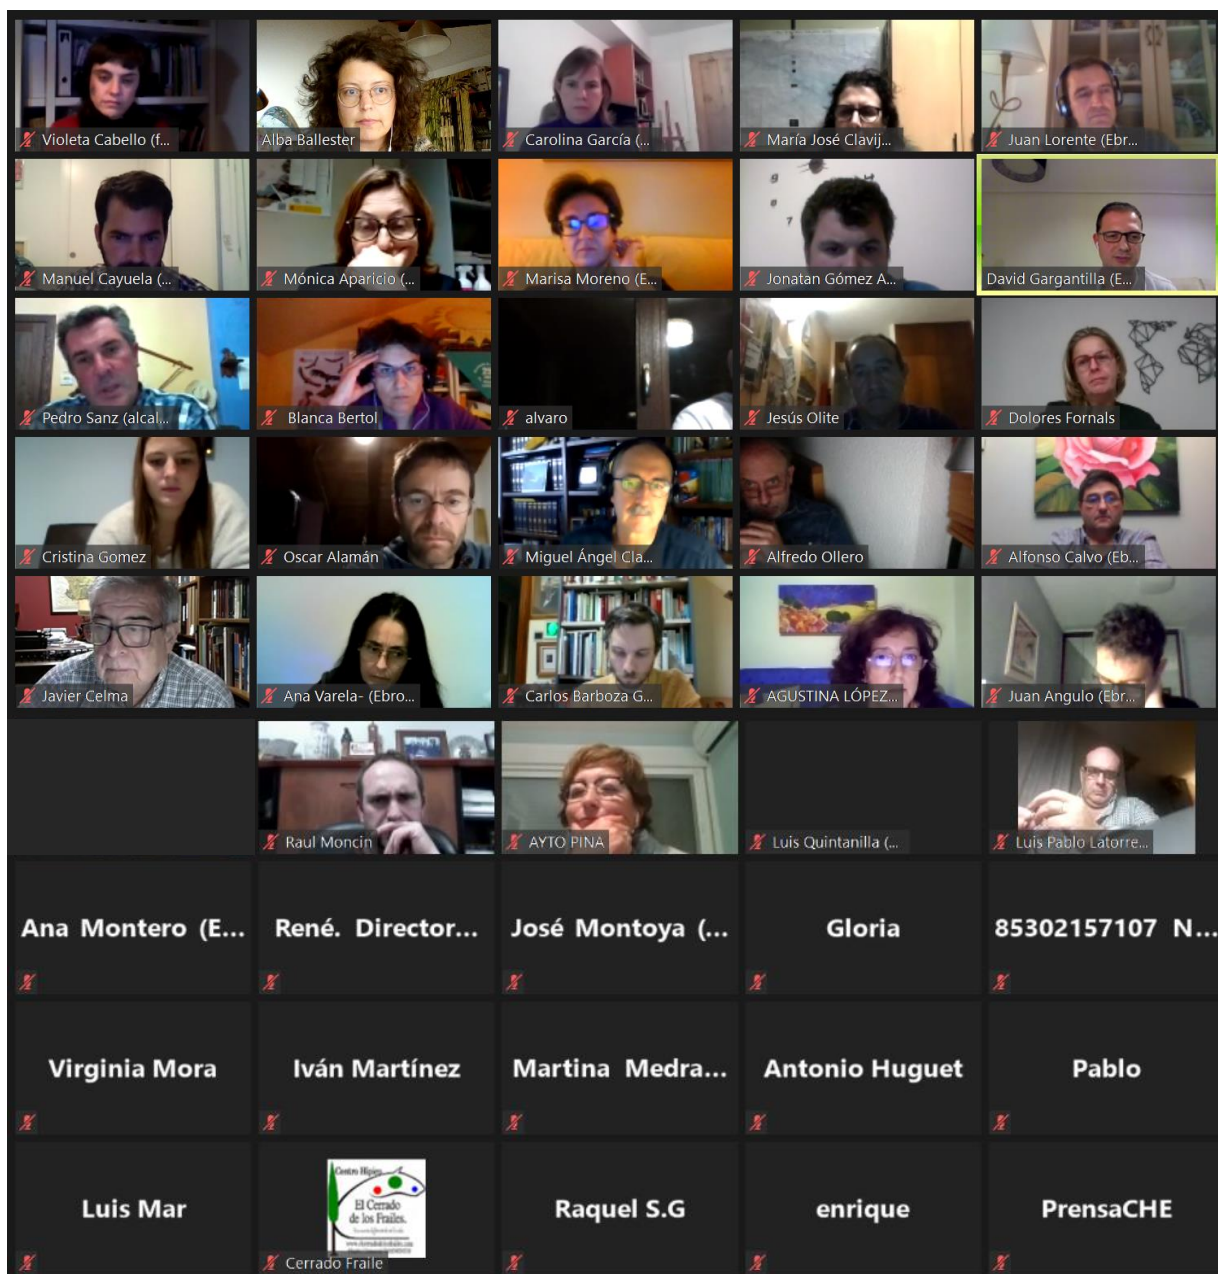 Violeta Cabello (f...
Alba Ballester
Carolina García (...
María José Clavij...
Juan Lorente (Ebr...
Manuel Cayuela (...
Mónica Aparicio (...
Marisa Moreno (E...
Jonatan Gómez A...
David Gargantilla (E...
Pedro Sanz (alcal...
Blanca Bertol
alvaro
Jesús Olite
Dolores Fornals
Cristina Gomez
Oscar Alamán
Miguel Ángel Cla...
Alfredo Ollero
Alfonso Calvo (Eb...
Javier Celma
Ana Varela- (Ebro...
Carlos Barboza G...
AGUSTINA LÓPEZ...
Juan Angulo (Ebr...
Raul Moncin
AYTO PINA
Luis Quintanilla (...
Luis Pablo Latorre...
Ana Montero (E...
René. Director...
José Montoya (...
Gloria
85302157107 N...
Virginia Mora
Iván Martínez
Martina Medra...
Antonio Huguet
Pablo
Luis Mar
Centro Hípico
El Cerrado
de los Frailes.
Cerrado Fraile
Raquel S.G
enrique
PrensaCHE